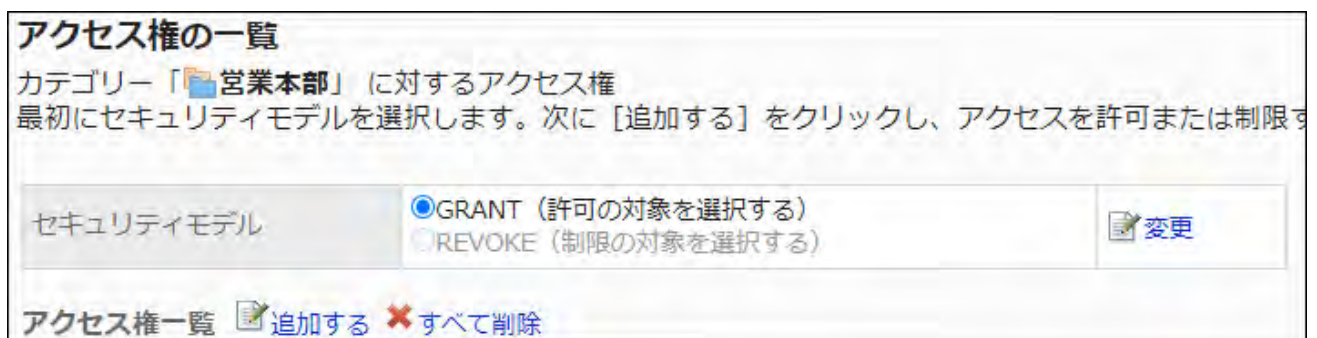 アクセス権の一覧
カテゴリー「営業本部」 に対するアクセス権
最初にセキュリティモデルを選択します。次に［追加する］をクリックし、アクセスを許可または制限す
セキュリティモデル
GRANT（許可の対象を選択する）
REVOKE（制限の対象を選択する）
変更
アクセス権一覧 追加する すべて削除